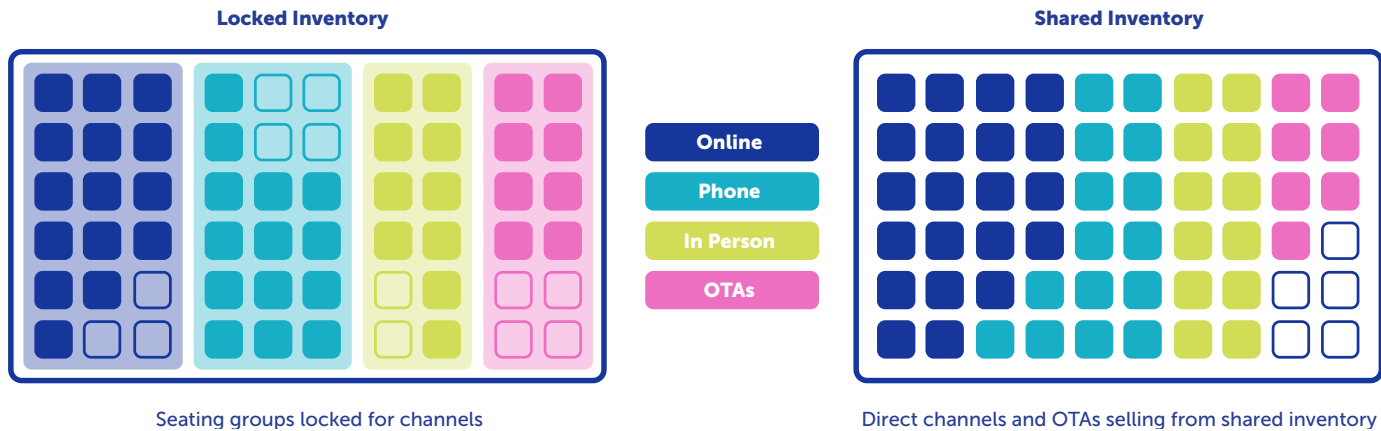 Locked Inventory
Shared Inventory
Online
Phone
In Person
OTAs
Seating groups locked for channels
Direct channels and OTAs selling from shared inventory